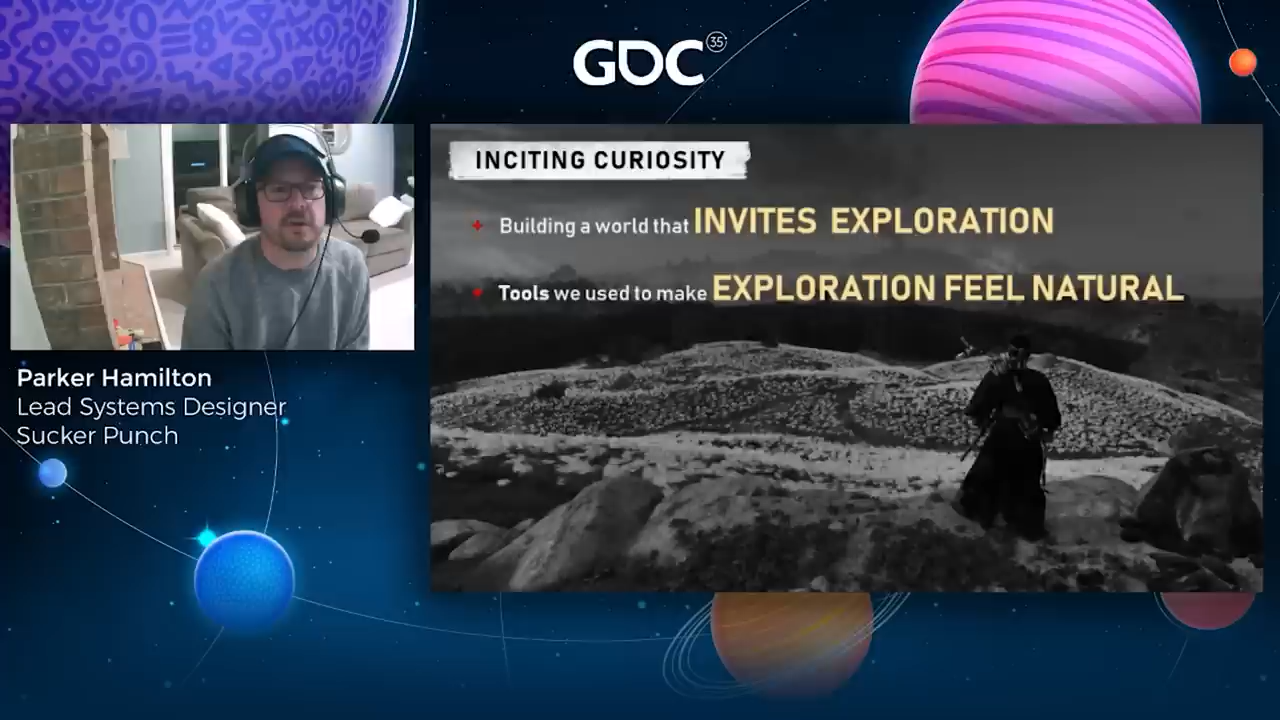 GDC 35
INCITING CURIOSITY
Building a world that INVITES EXPLORATION
Tools we used to make EXPLORATION FEEL NATURAL
Parker Hamilton
Lead Systems Designer
Sucker Punch